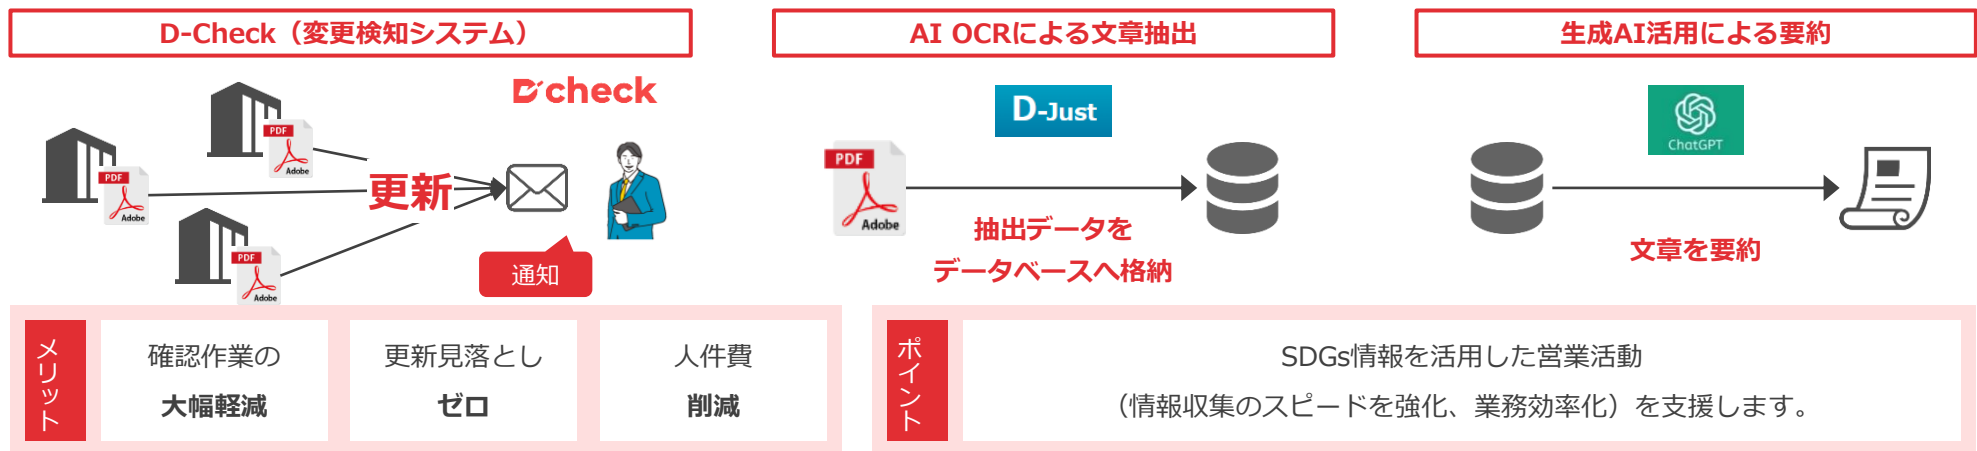 D-Check（変更検知システム）
D'check
PDF
Adobe
PDF
Adobe
PDF
Adobe
更新
通知
AI OCRによる文章抽出
D-Just
PDF
Adobe
抽出データを
データベースへ格納
生成AI活用による要約
ChatGPT
文章を要約
メリット
確認作業の
大幅軽減
更新見落とし
ゼロ
人件費
削減
ポイント
SDGs情報を活用した営業活動
（情報収集のスピードを強化、業務効率化）を支援します。